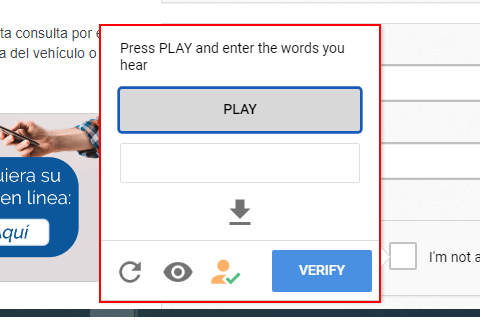 ta consulta por
a del vehículo o
Press PLAY and enter the words you
hear
PLAY
uiera su
en línea:
Aquí
VERIFY
I'm not a